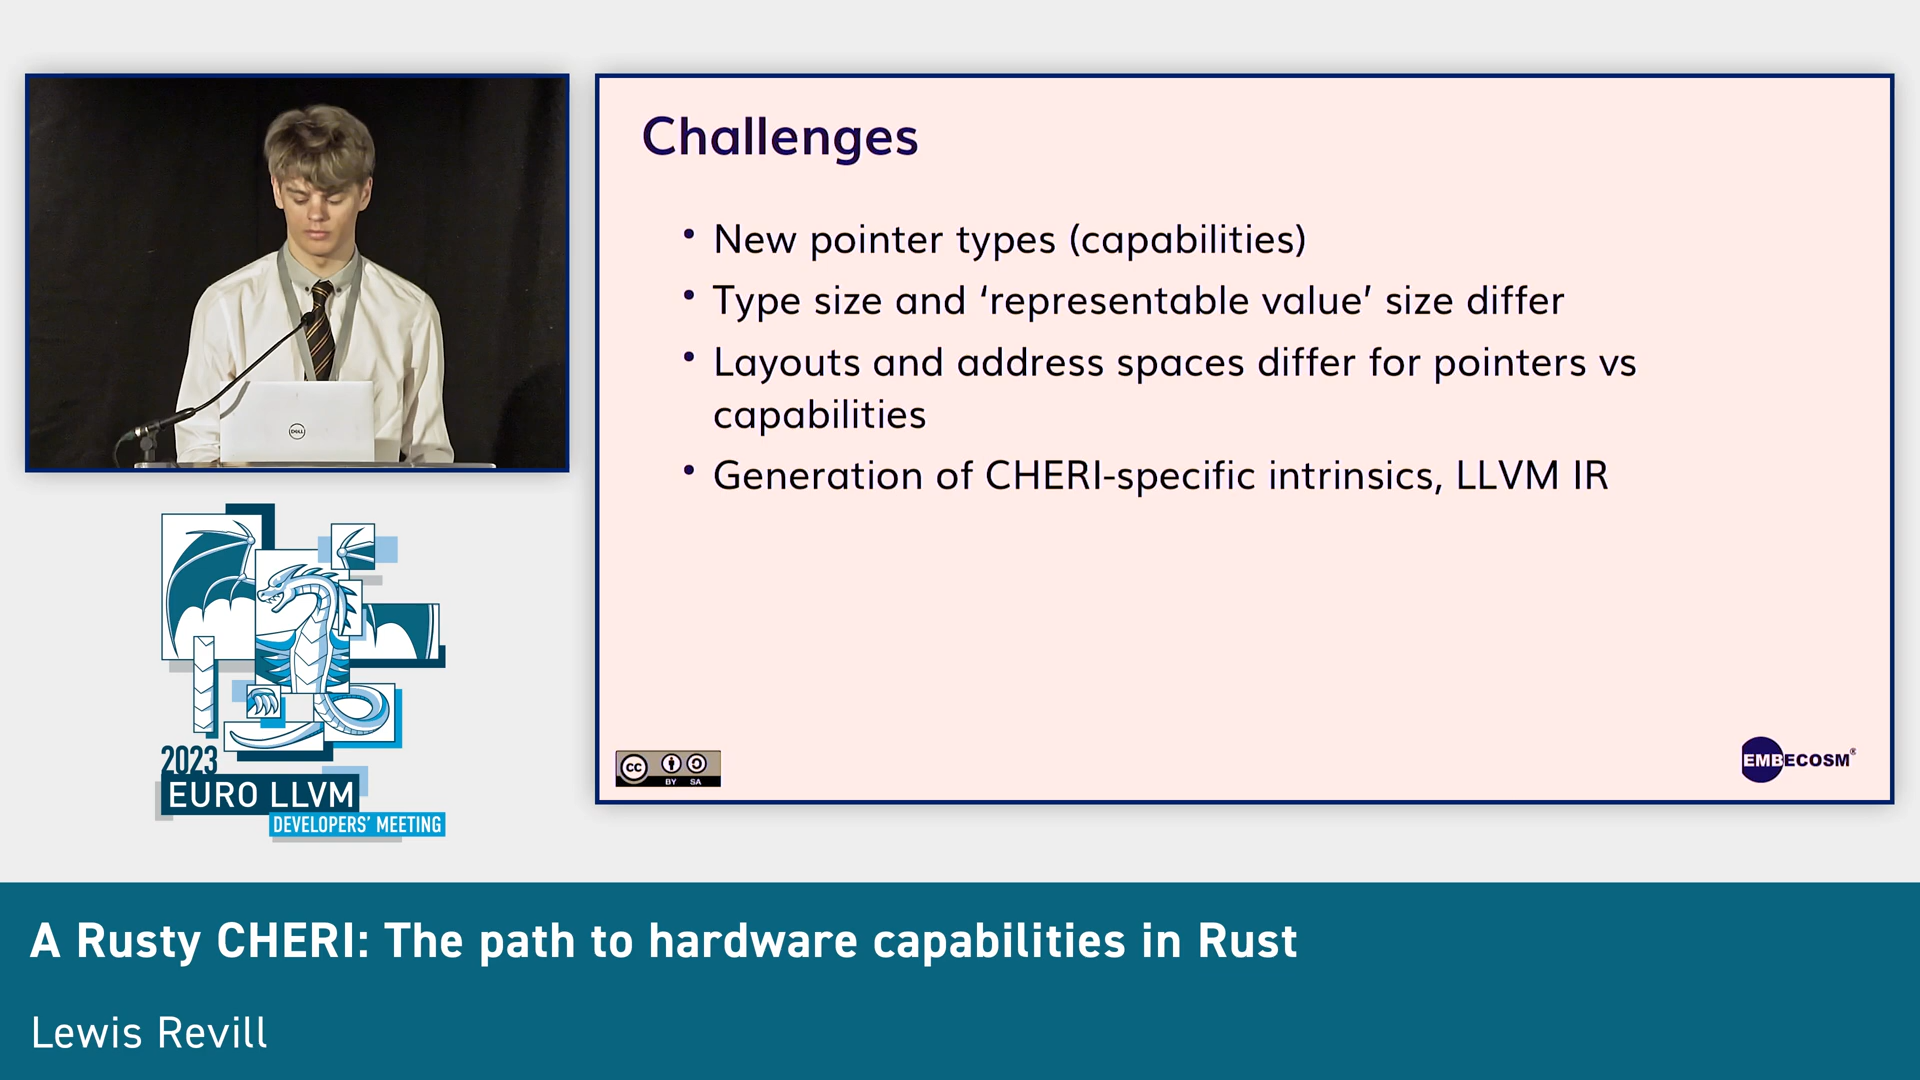 Challenges
• New pointer types (capabilities)
• Type size and ‘representable value’ size differ
• Layouts and address spaces differ for pointers vs
capabilities
• Generation of CHERI-specific intrinsics, LLVM IR
cc
BY SA
EMBECOSM®
DELL
2023
EURO LLVM
DEVELOPERS’ MEETING
A Rusty CHERI: The path to hardware capabilities in Rust
Lewis Revill